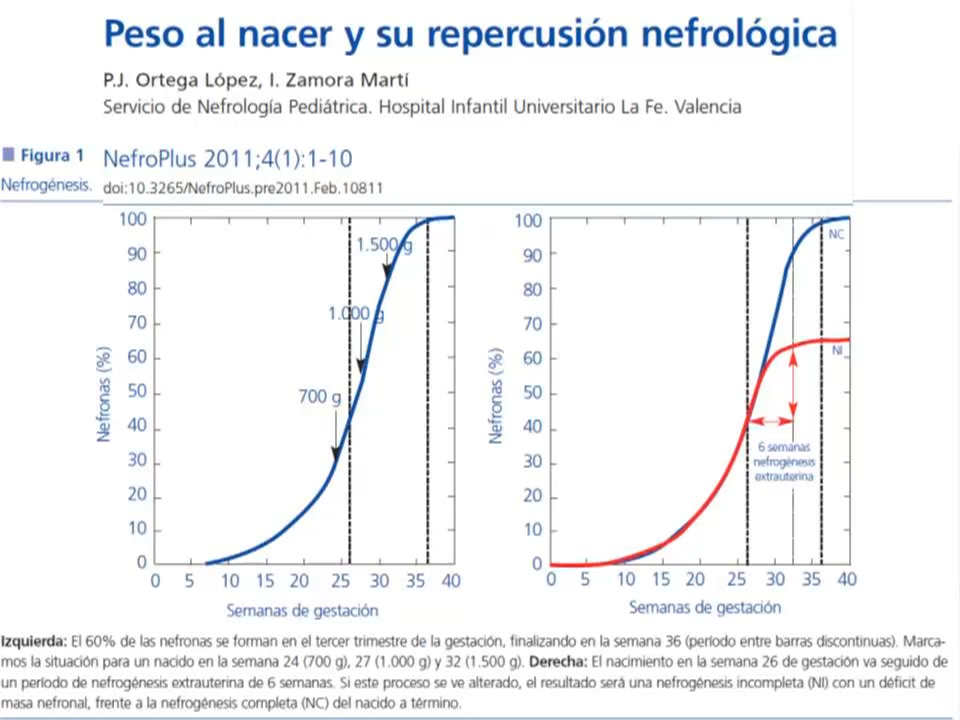 Peso al nacer y su repercusión nefrológica
P.J. Ortega López, I. Zamora Martí
Servicio de Nefrología Pediátrica. Hospital Infantil Universitario La Fe. Valencia
Figura 1
NefroPlus 2011;4(1):1-10
Nefrogénesis.
doi:10.3265/NefroPlus.pre2011.Feb.10811
Nefronas (%)
100
90
80
70
60
50
40
30
20
10
0
1.500 g
1.000 g
700 g
0 5 10 15 20 25 30 35 40
Semanas de gestación
Nefronas (%)
100
90
80
70
60
50
40
30
20
10
0
NC
NI
6 semanas
nefrogénesis
extrauterina
0 5 10 15 20 25 30 35 40
Semanas de gestación
Izquierda: El 60% de las nefronas se forman en el tercer trimestre de la gestación, finalizando en la semana 36 (período entre barras discontinuas). Marca-
mos la situación para un nacido en la semana 24 (700 g), 27 (1.000 g) y 32 (1.500 g). Derecha: El nacimiento en la semana 26 de gestación va seguido de
un período de nefrogénesis extrauterina de 6 semanas. Si este proceso se ve alterado, el resultado será una nefrogénesis incompleta (NI) con un déficit de
masa nefronal, frente a la nefrogénesis completa (NC) del nacido a término.